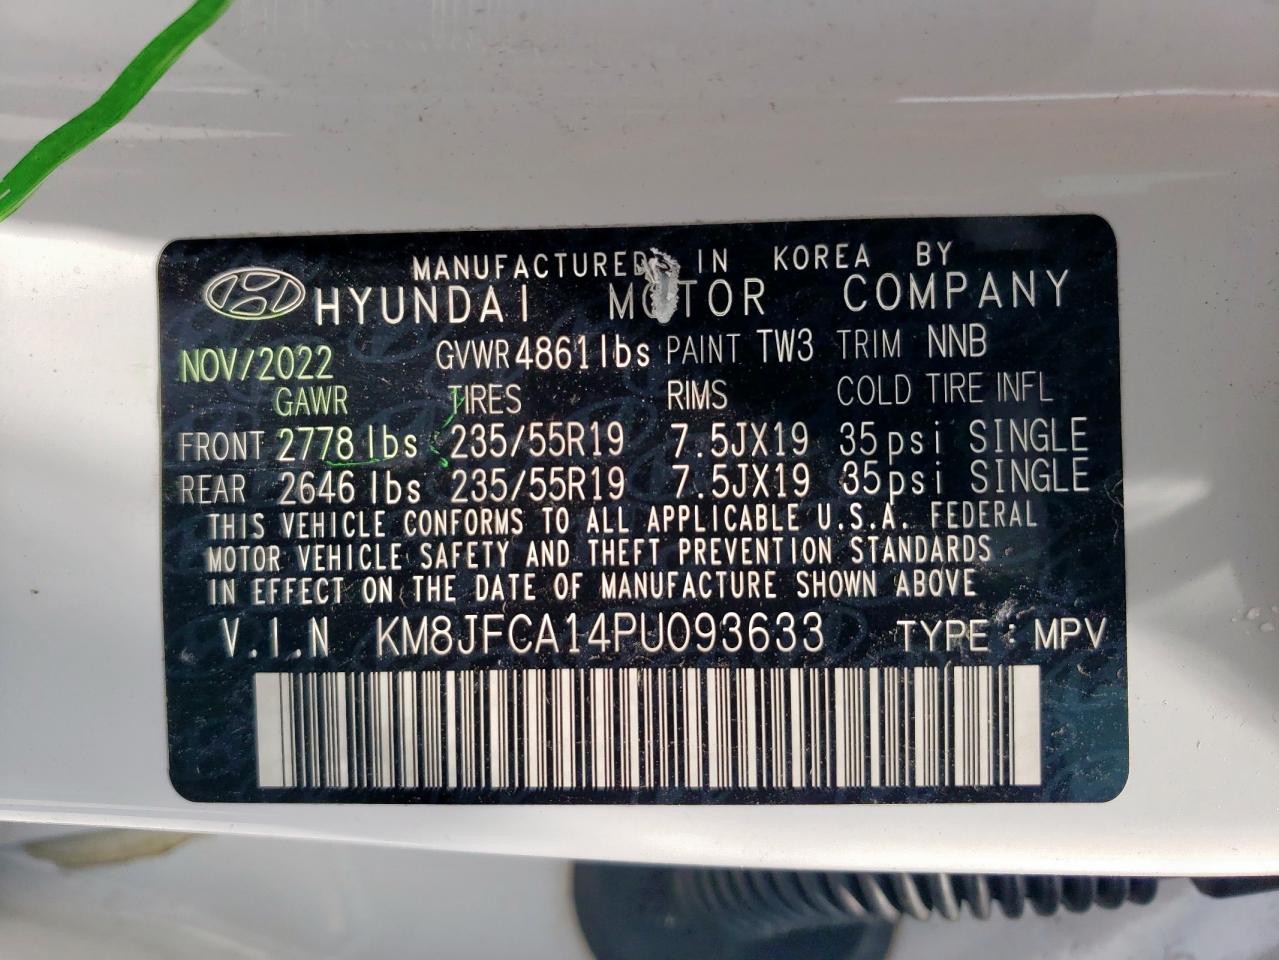 MANUFACTURED IN KOREA BY
HYUNDAI MOTOR COMPANY
NOV/2022 GVWR 4861lbs PAINT TW3 TRIM NNB
GAWR TIRES RIMS COLD TIRE INFL
FRONT 2778 lbs 235/55R19 7.5JX19 35psi SINGLE
REAR 2646 lbs 235/55R19 7.5JX19 35psi SINGLE
THIS VEHICLE CONFORMS TO ALL APPLICABLE U.S.A. FEDERAL
MOTOR VEHICLE SAFETY AND THEFT PREVENTION STANDARDS
IN EFFECT ON THE DATE OF MANUFACTURE SHOWN ABOVE
V.I.N KM8JFCA14PU093633 TYPE : MPV